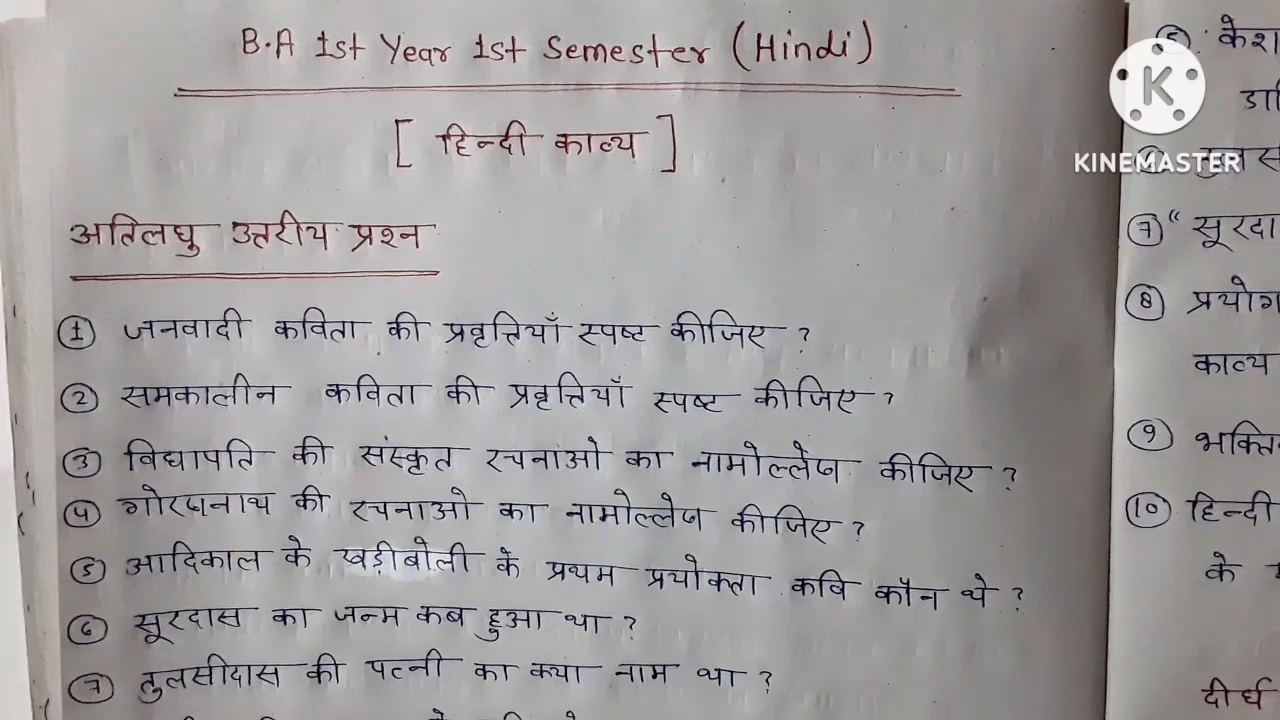 B.A 1st Year 1st Semester (Hindi)
[ हिन्दी काव्य ]
अतिलघु उत्तरीय प्रश्न
① जनवादी कविता की प्रवृत्तियाँ स्पष्ट कीजिए ?
② समकालीन कविता की प्रवृत्तियाँ स्पष्ट कीजिए ?
③ विद्यापति की संस्कृत रचनाओ का नामोल्लेख कीजिए ?
④ गोरखनाथ की रचनाओ का नामोल्लेख कीजिए ?
⑤ आदिकाल के खड़ीबोली के प्रथम प्रयोक्ता कवि कौन थे ?
⑥ सूरदास का जन्म कब हुआ था ?
⑦ तुलसीदास की पत्नी का क्या नाम था ?
⑤ केश
K
KINEMASTER
⑦ " सूरदा
⑧ प्रयोग
काव्य
⑨ भक्ति
⑩ हिन्दी
के
दीर्घ